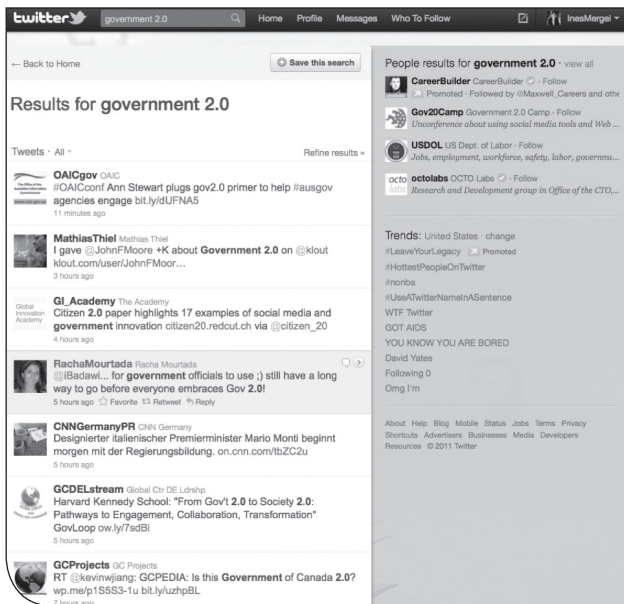 twitter
government 2.0
Home Profile Messages Who To Follow
InesMergel
← Back to Home
Save this search
Results for government 2.0
Tweets · All
Refine results »
OAICgov OAIC
#OAICconf Ann Stewart plugs gov2.0 primer to help #ausgov
agencies engage bit.ly/dUFNA5
11 minutes ago
MathiasThiel Mathias Thiel
I gave @JohnFMoore +K about Government 2.0 on @klout
klout.com/user/JohnFMoor...
3 hours ago
Global
Innovation
Academy
GI_Academy The Academy
Citizen 2.0 paper highlights 17 examples of social media and
government innovation citizen20.redcut.ch via @citizen_20
4 hours ago
RachaMourtada Racha Mourtada
@iBadawi... for government officials to use ;) still have a long
way to go before everyone embraces Gov 2.0!
5 hours ago Favorite Retweet Reply
CNNGermanyPR CNN Germany
Designierter italienischer Premierminister Mario Monti beginnt
morgen mit der Regierungsbildung. on.cnn.com/tbZC2u
5 hours ago
GCDELstream Global Ctr DE Ldrshp
Harvard Kennedy School: "From Gov't 2.0 to Society 2.0:
Pathways to Engagement, Collaboration, Transformation"
GovLoop ow.ly/7sdBi
5 hours ago
GCProjects GC Projects
RT @kevinwjiang: GCPEDIA: Is this Government of Canada 2.0?
wp.me/p1S5S3-1u bit.ly/uzhpBL
7 hours ago
People results for government 2.0 · view all
CareerBuilder CareerBuilder · Follow
Promoted · Followed by @Maxwell_Careers and othe
Gov20Camp Government 2.0 Camp · Follow
Unconference about using social media tools and Web ...
USDOL US Dept. of Labor · Follow
Jobs, employment, workforce, safety, labor, governme...
octo
labs
octolabs OCTO Labs · Follow
Research and Development group in Office of the CTO,...
Trends: United States · change
#LeaveYourLegacy Promoted
#HottestPeopleOnTwitter
#nonba
#UseATwitterNameInASentence
WTF Twitter
GOT AIDS
YOU KNOW YOU ARE BORED
David Yates
Following 0
Omg I'm
About Help Blog Mobile Status Jobs Terms Privacy
Shortcuts Advertisers Businesses Media Developers
Resources © 2011 Twitter